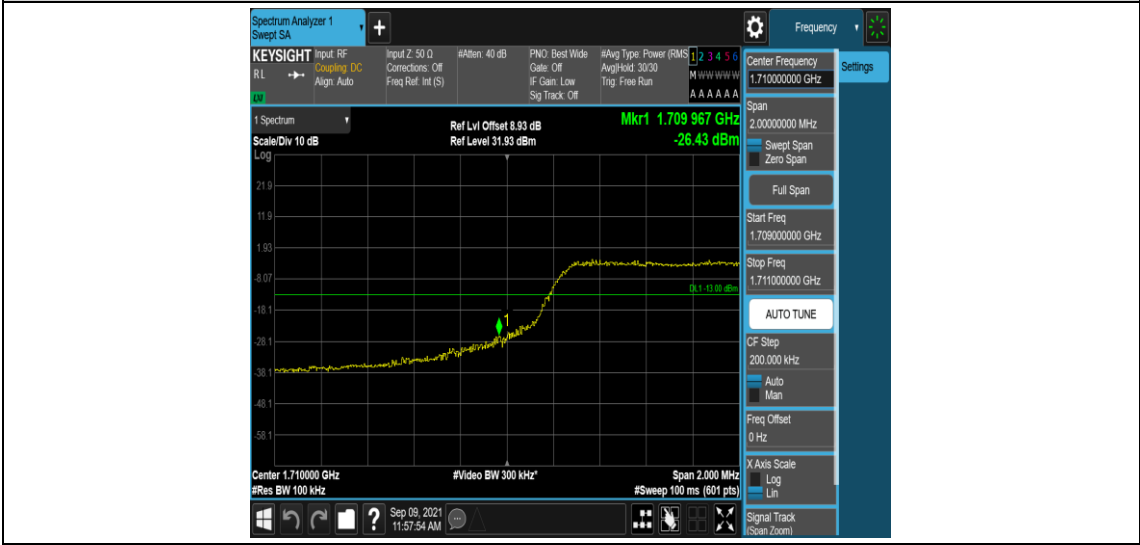 Spectrum Analyzer 1
Swept SA
Frequency
KEYSIGHT
RL
Input: RF
Coupling: DC
Align: Auto
Input Z: 50 Ω
Corrections: Off
Freq Ref: Int (S)
#Atten: 40 dB
PNO: Best Wide
Gate: Off
IF Gain: Low
Sig Track: Off
#Avg Type: Power (RMS
Avg|Hold: 30/30
Trig: Free Run
1 2 3 4 5 6
M W W W W W
A A A A A A
1 Spectrum
Scale/Div 10 dB
Log
Ref Lvl Offset 8.93 dB
Ref Level 31.93 dBm
Mkr1 1.709 967 GHz
-26.43 dBm
21.9
11.9
1.93
-8.07
DL1 -13.00 dBm
-18.1
1
-28.1
-38.1
-48.1
-58.1
Center 1.710000 GHz
#Video BW 300 kHz*
Span 2.000 MHz
#Res BW 100 kHz
#Sweep 100 ms (601 pts)
Center Frequency
1.710000000 GHz
Settings
Span
2.00000000 MHz
Swept Span
Zero Span
Full Span
Start Freq
1.709000000 GHz
Stop Freq
1.711000000 GHz
AUTO TUNE
CF Step
200.000 kHz
Auto
Man
Freq Offset
0 Hz
X Axis Scale
Log
Lin
Signal Track
(Span Zoom)
?
Sep 09, 2021
11:57:54 AM